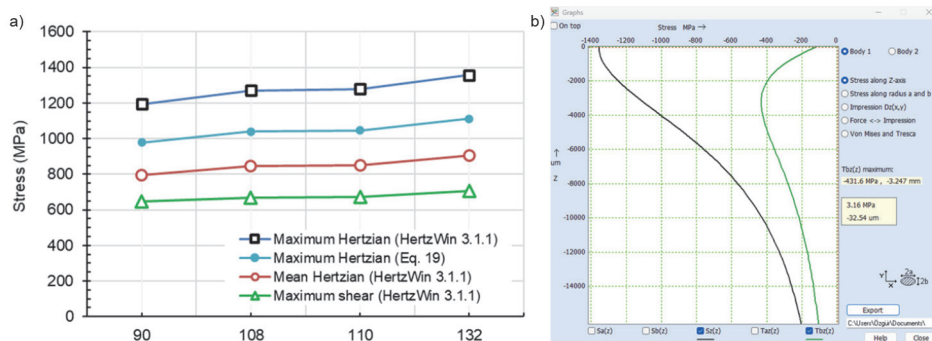 a)
Stress (MPa)
1600
1400
1200
1000
800
600
400
200
0
90 108 110 132
Maximum Hertzian (HertzWin 3.1.1)
Maximum Hertzian (Eq. 19)
Mean Hertzian (HertzWin 3.1.1)
Maximum shear (HertzWin 3.1.1)
b)
Graphs
On top
Stress MPa →
-1400 -1200 -1000 -800 -600 -400 -200 0
0
-2000
-4000
-6000
-8000
-10000
-12000
-14000
↑
um
Z
Body 1 Body 2
Stress along Z-axis
Stress along radius a and b
Impression Dz(x,y)
Force <-> Impression
Von Mises and Tresca
Tbz(z) maximum:
-431.6 MPa , -3.247 mm
3.16 MPa
-32.54 um
Y
X
2a
2b
Export
C:\Users\Özgür\Documents\
Sa(z) Sb(z) Sz(z) Taz(z) Tbz(z)
Help Close